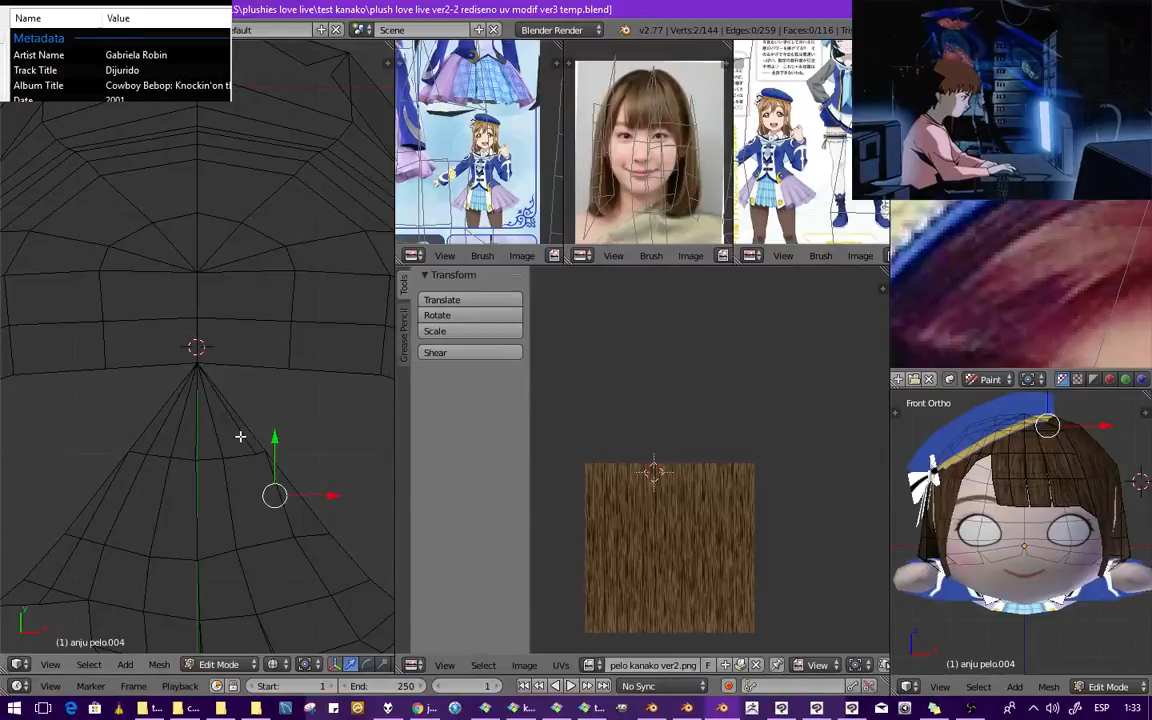 Name Value
Metadata
Artist Name Gabriela Robin
Track Title Dijurido
Album Title Cowboy Bebop: Knockin'on t
Date 2001
S\plushies love live\test kanako\plush love live ver2-2 rediseno uv modif ver3 temp.blend]
efault Scene Blender Render v2.77 | Verts:2/144 | Edges:0/259 | Faces:0/116 | Tris
View Brush Image View Brush Image View Brush Image
Tools
Grease Pencil
Transform
Translate
Rotate
Scale
Shear
Paint
Front Ortho
(1) anju pelo.004
(1) anju pelo.004
View Select Add Mesh Edit Mode
View Select Image UVs pelo kanako ver2.png F View
View Select Add Mesh Edit Mode
View Marker Frame Playback Start: 1 End: 250 1 No Sync
t... c... j... k... t...
ESP 1:33